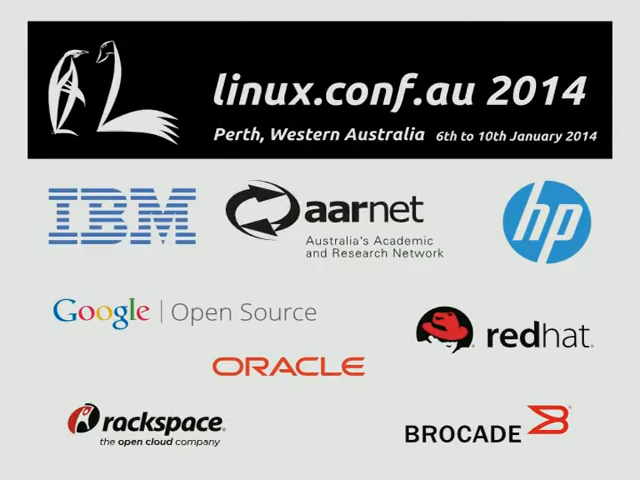 linux.conf.au 2014
Perth, Western Australia 6th to 10th January 2014
IBM
aarnet
Australia's Academic
and Research Network
hp
Google | Open Source
redhat.
ORACLE
rackspace®
the open cloud company
BROCADE